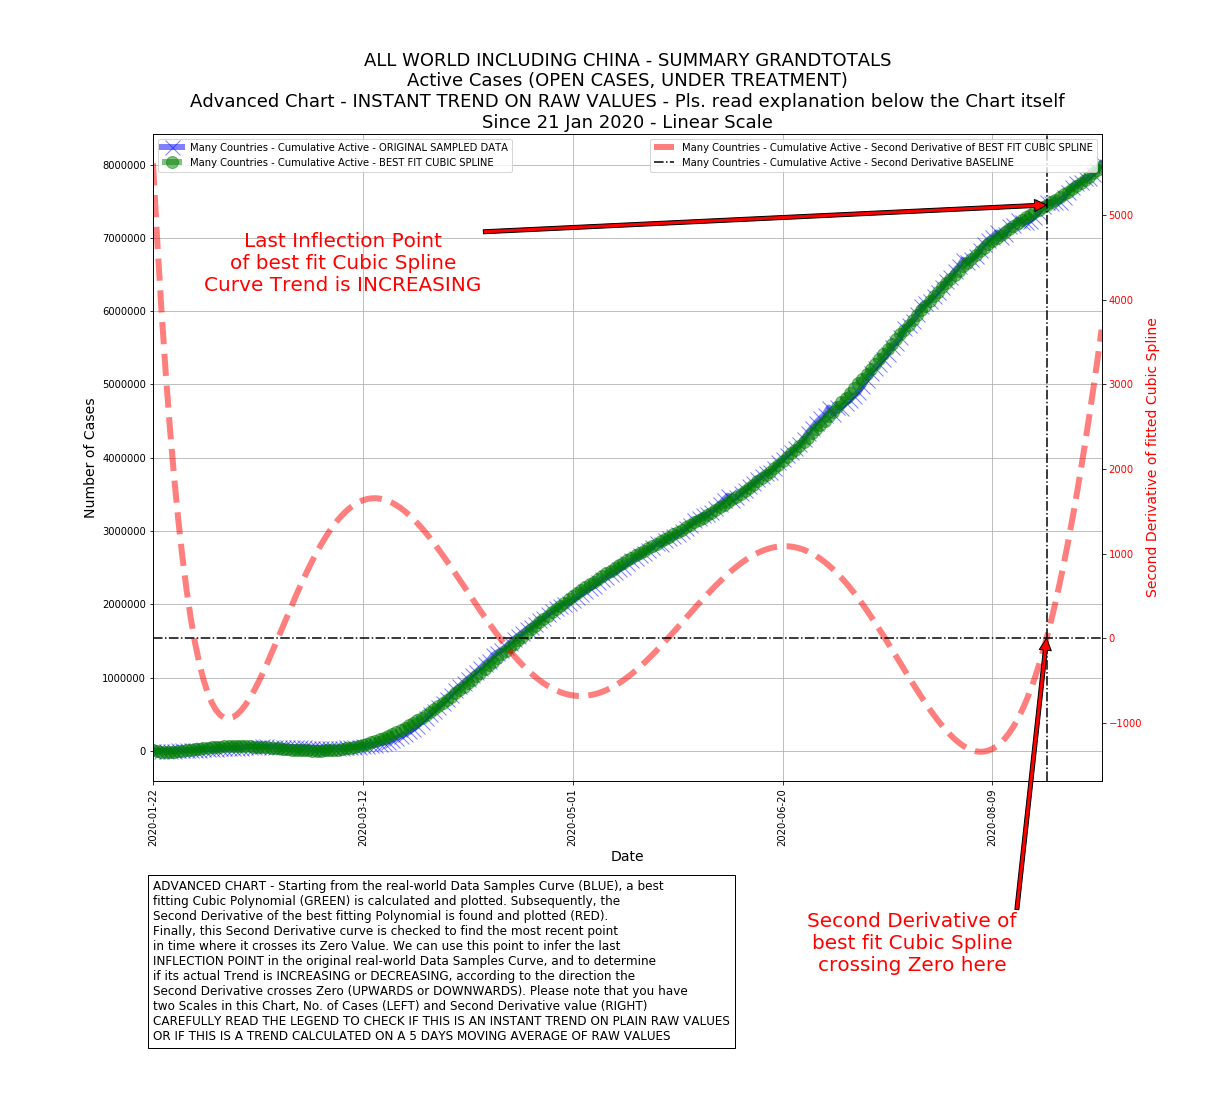 ALL WORLD INCLUDING CHINA - SUMMARY GRANDTOTALS
Active Cases (OPEN CASES, UNDER TREATMENT)
Advanced Chart - INSTANT TREND ON RAW VALUES - Pls. read explanation below the Chart itself
Since 21 Jan 2020 - Linear Scale
Many Countries - Cumulative Active - ORIGINAL SAMPLED DATA
Many Countries - Cumulative Active - BEST FIT CUBIC SPLINE
Many Countries - Cumulative Active - Second Derivative of BEST FIT CUBIC SPLINE
Many Countries - Cumulative Active - Second Derivative BASELINE
Last Inflection Point
of best fit Cubic Spline
Curve Trend is INCREASING
Number of Cases
8000000
7000000
6000000
5000000
4000000
3000000
2000000
1000000
0
5000
4000
3000
2000
1000
0
−1000
Second Derivative of fitted Cubic Spline
2020-01-22
2020-03-12
2020-05-01
2020-06-20
2020-08-09
Date
ADVANCED CHART - Starting from the real-world Data Samples Curve (BLUE), a best
fitting Cubic Polynomial (GREEN) is calculated and plotted. Subsequently, the
Second Derivative of the best fitting Polynomial is found and plotted (RED).
Finally, this Second Derivative curve is checked to find the most recent point
in time where it crosses its Zero Value. We can use this point to infer the last
INFLECTION POINT in the original real-world Data Samples Curve, and to determine
if its actual Trend is INCREASING or DECREASING, according to the direction the
Second Derivative crosses Zero (UPWARDS or DOWNWARDS). Please note that you have
two Scales in this Chart, No. of Cases (LEFT) and Second Derivative value (RIGHT)
CAREFULLY READ THE LEGEND TO CHECK IF THIS IS AN INSTANT TREND ON PLAIN RAW VALUES
OR IF THIS IS A TREND CALCULATED ON A 5 DAYS MOVING AVERAGE OF RAW VALUES
Second Derivative of
best fit Cubic Spline
crossing Zero here